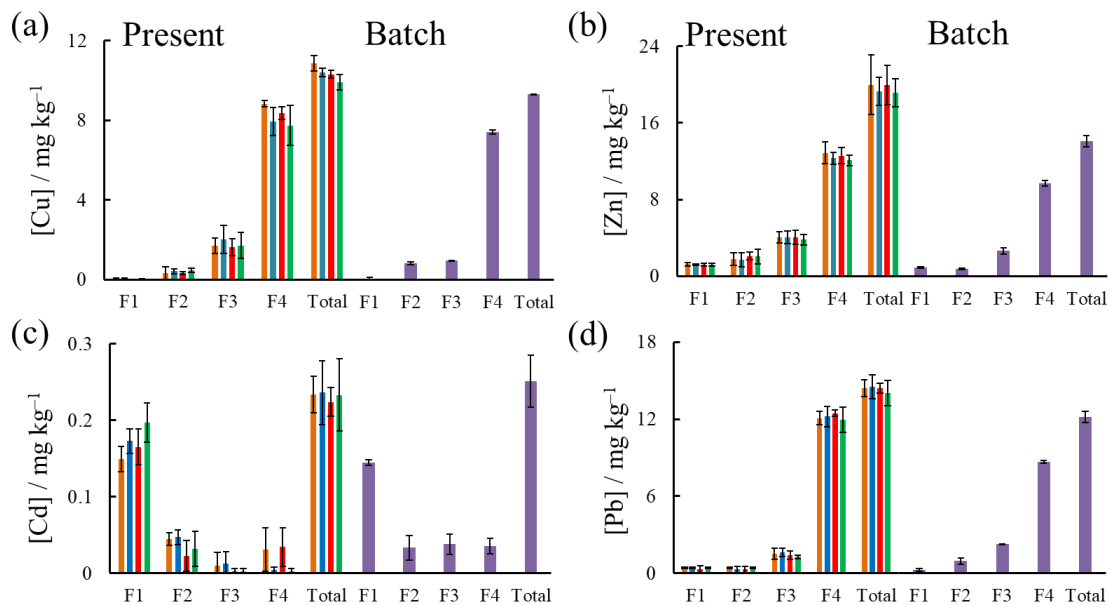 (a)
Present
Batch
[Cu] / mg kg⁻¹
12
8
4
0
F1 F2 F3 F4 Total F1 F2 F3 F4 Total
(b)
Present
Batch
[Zn] / mg kg⁻¹
24
16
8
0
F1 F2 F3 F4 Total F1 F2 F3 F4 Total
(c)
[Cd] / mg kg⁻¹
0.3
0.2
0.1
0
F1 F2 F3 F4 Total F1 F2 F3 F4 Total
(d)
[Pb] / mg kg⁻¹
18
12
6
0
F1 F2 F3 F4 Total F1 F2 F3 F4 Total